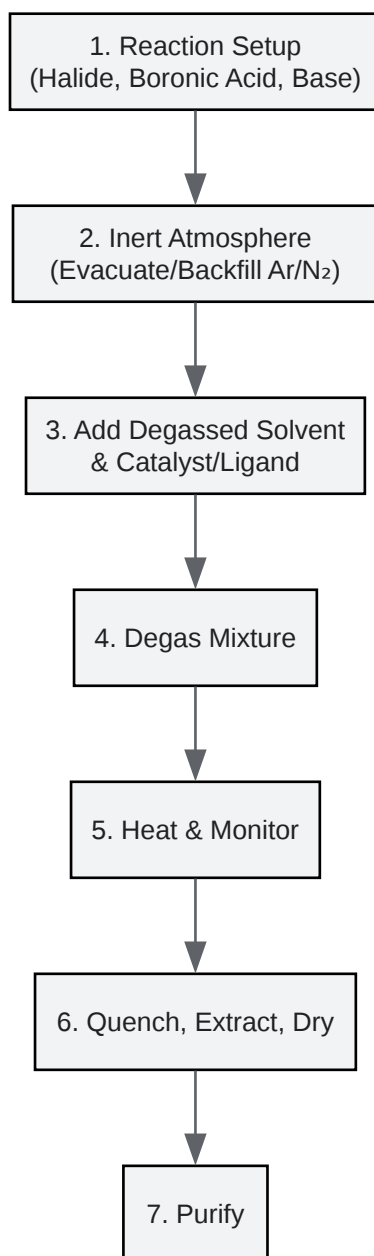 1. Reaction Setup
(Halide, Boronic Acid, Base)
2. Inert Atmosphere
(Evacuate/Backfill Ar/N₂)
3. Add Degassed Solvent
& Catalyst/Ligand
4. Degas Mixture
5. Heat & Monitor
6. Quench, Extract, Dry
7. Purify